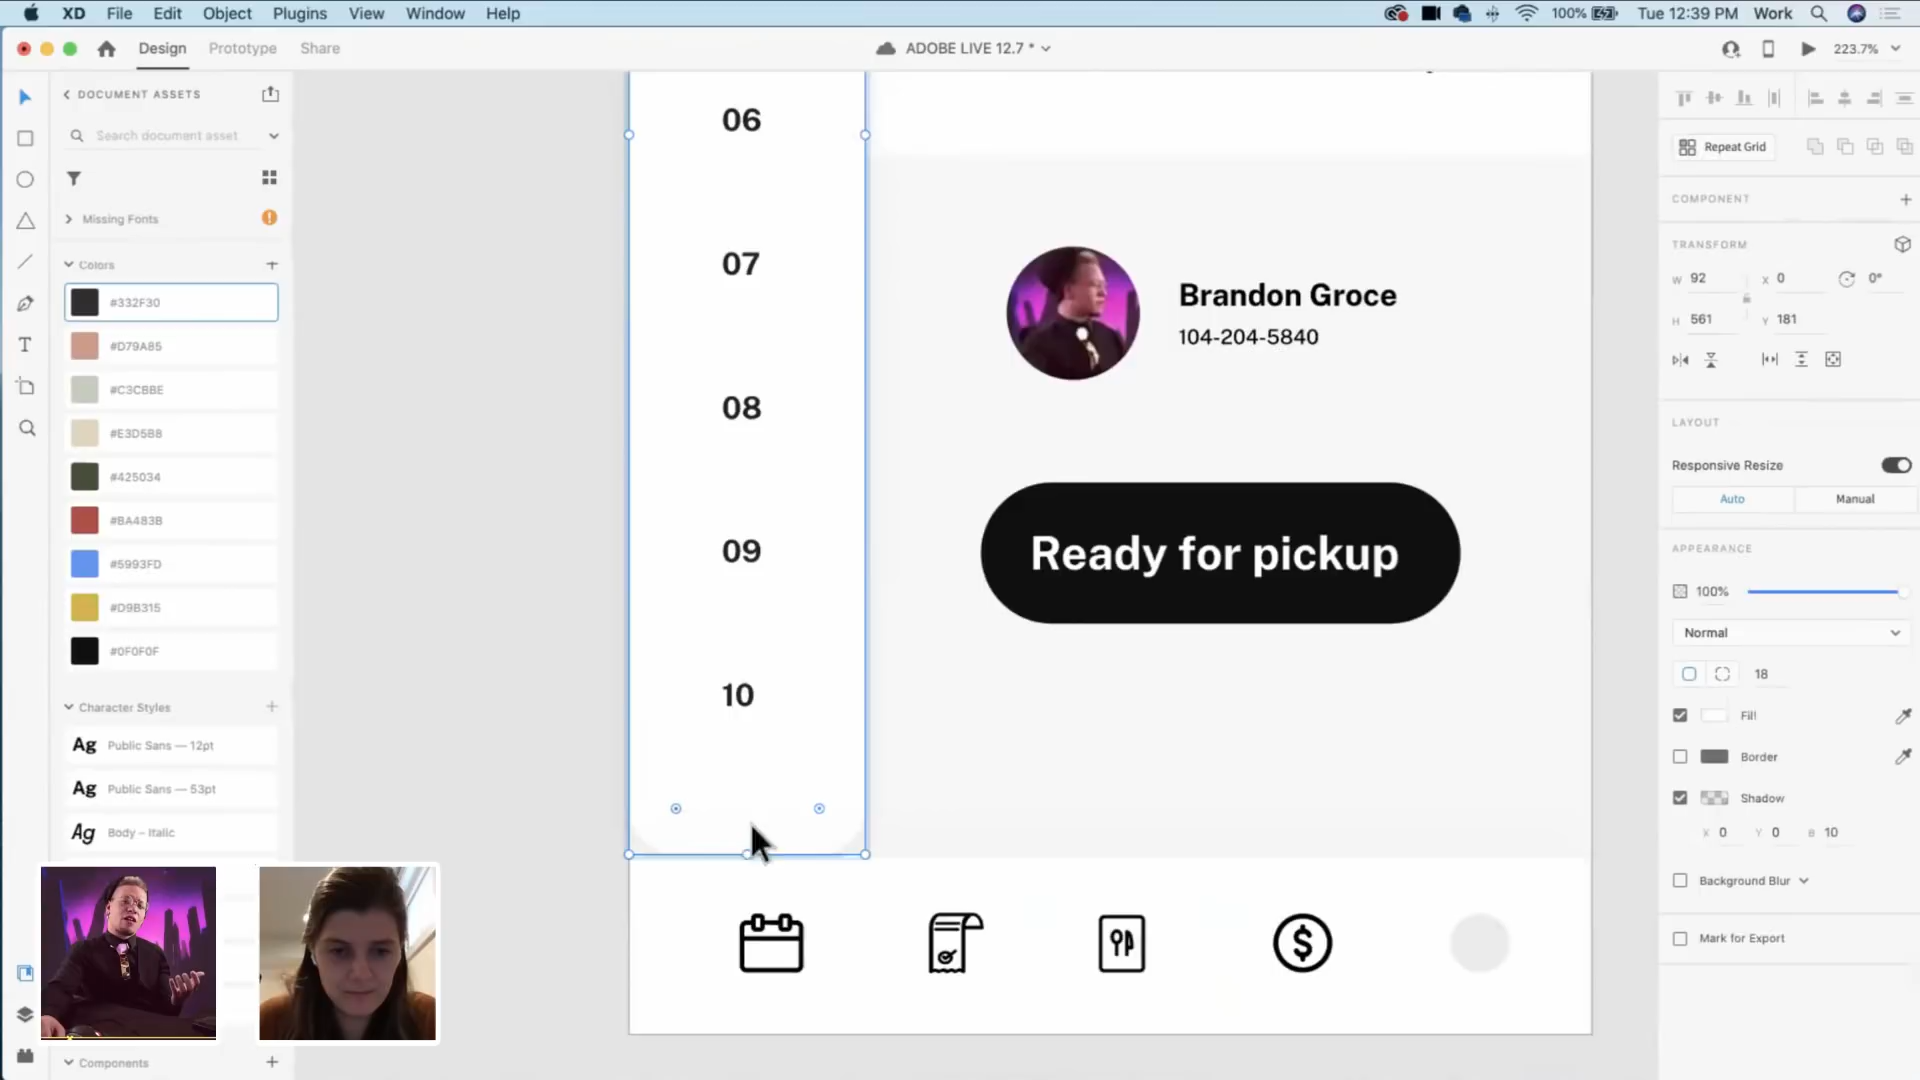 XD File Edit Object Plugins View Window Help
100% Tue 12:39 PM Work
Design Prototype Share
ADOBE LIVE 12.7 *
223.7%
DOCUMENT ASSETS
Search document asset
Missing Fonts
Colors
#332F30
#D79A85
#C3CBBE
#E3D5B8
#425034
#BA483B
#5993FD
#D9B315
#0F0F0F
Character Styles
Ag Public Sans — 12pt
Ag Public Sans — 53pt
Ag Body – Italic
Components
06
07
08
09
10
Brandon Groce
104-204-5840
Ready for pickup
Repeat Grid
COMPONENT
TRANSFORM
W 92 X 0 0°
H 561 Y 181
LAYOUT
Responsive Resize
Auto Manual
APPEARANCE
100%
Normal
18
Fill
Border
Shadow
X 0 Y 0 B 10
Background Blur
Mark for Export